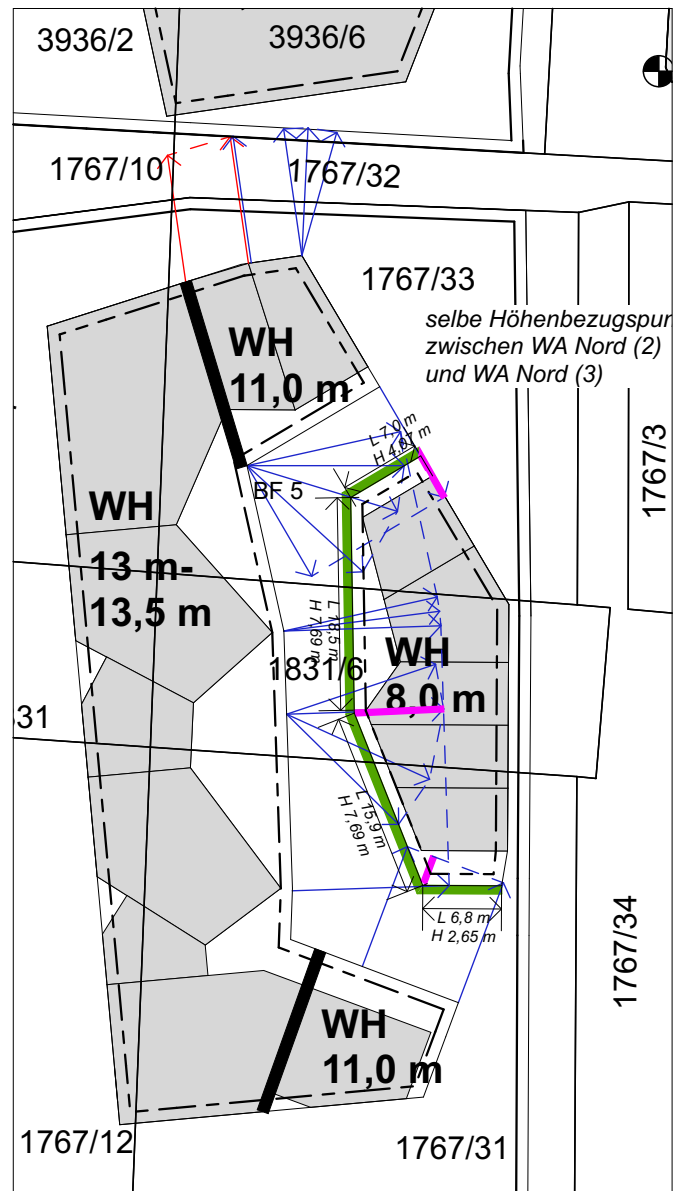 3936/2
3936/6
1767/10
1767/32
1767/33
selbe Höhenbezugspun
zwischen WA Nord (2)
und WA Nord (3)
WH
11,0 m
L 7,0 m
H 4,07 m
BF 5
1767/3
WH
13 m-
13,5 m
L 18,5 m
H 7,69 m
1831/6
WH
8,0 m
31
L 15,9 m
H 7,69 m
L 6,8 m
H 2,65 m
1767/34
WH
11,0 m
1767/12
1767/31